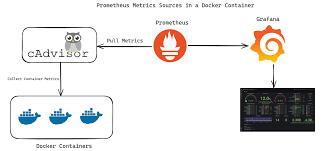 Prometheus Metrics Sources in a Docker Container
Prometheus
Grafana
Pull Metrics
cAdvisor
Collect Container Metrics
Docker Containers